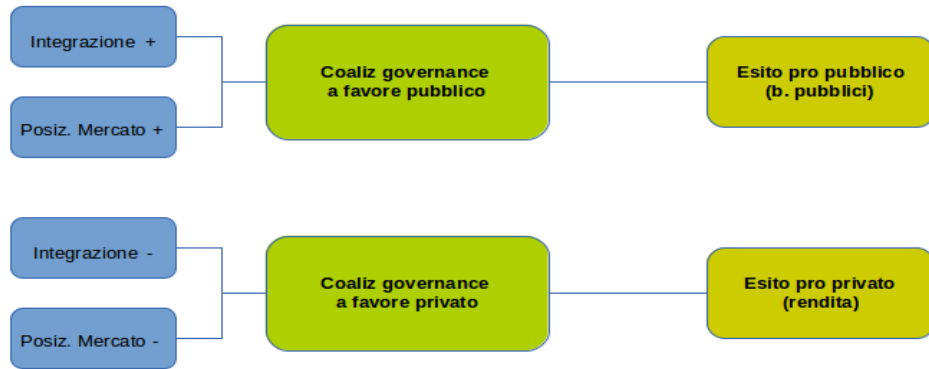 Integrazione +
Posiz. Mercato +
Coaliz governance
a favore pubblico
Esito pro pubblico
(b. pubblici)
Integrazione -
Posiz. Mercato -
Coaliz governance
a favore privato
Esito pro privato
(rendita)